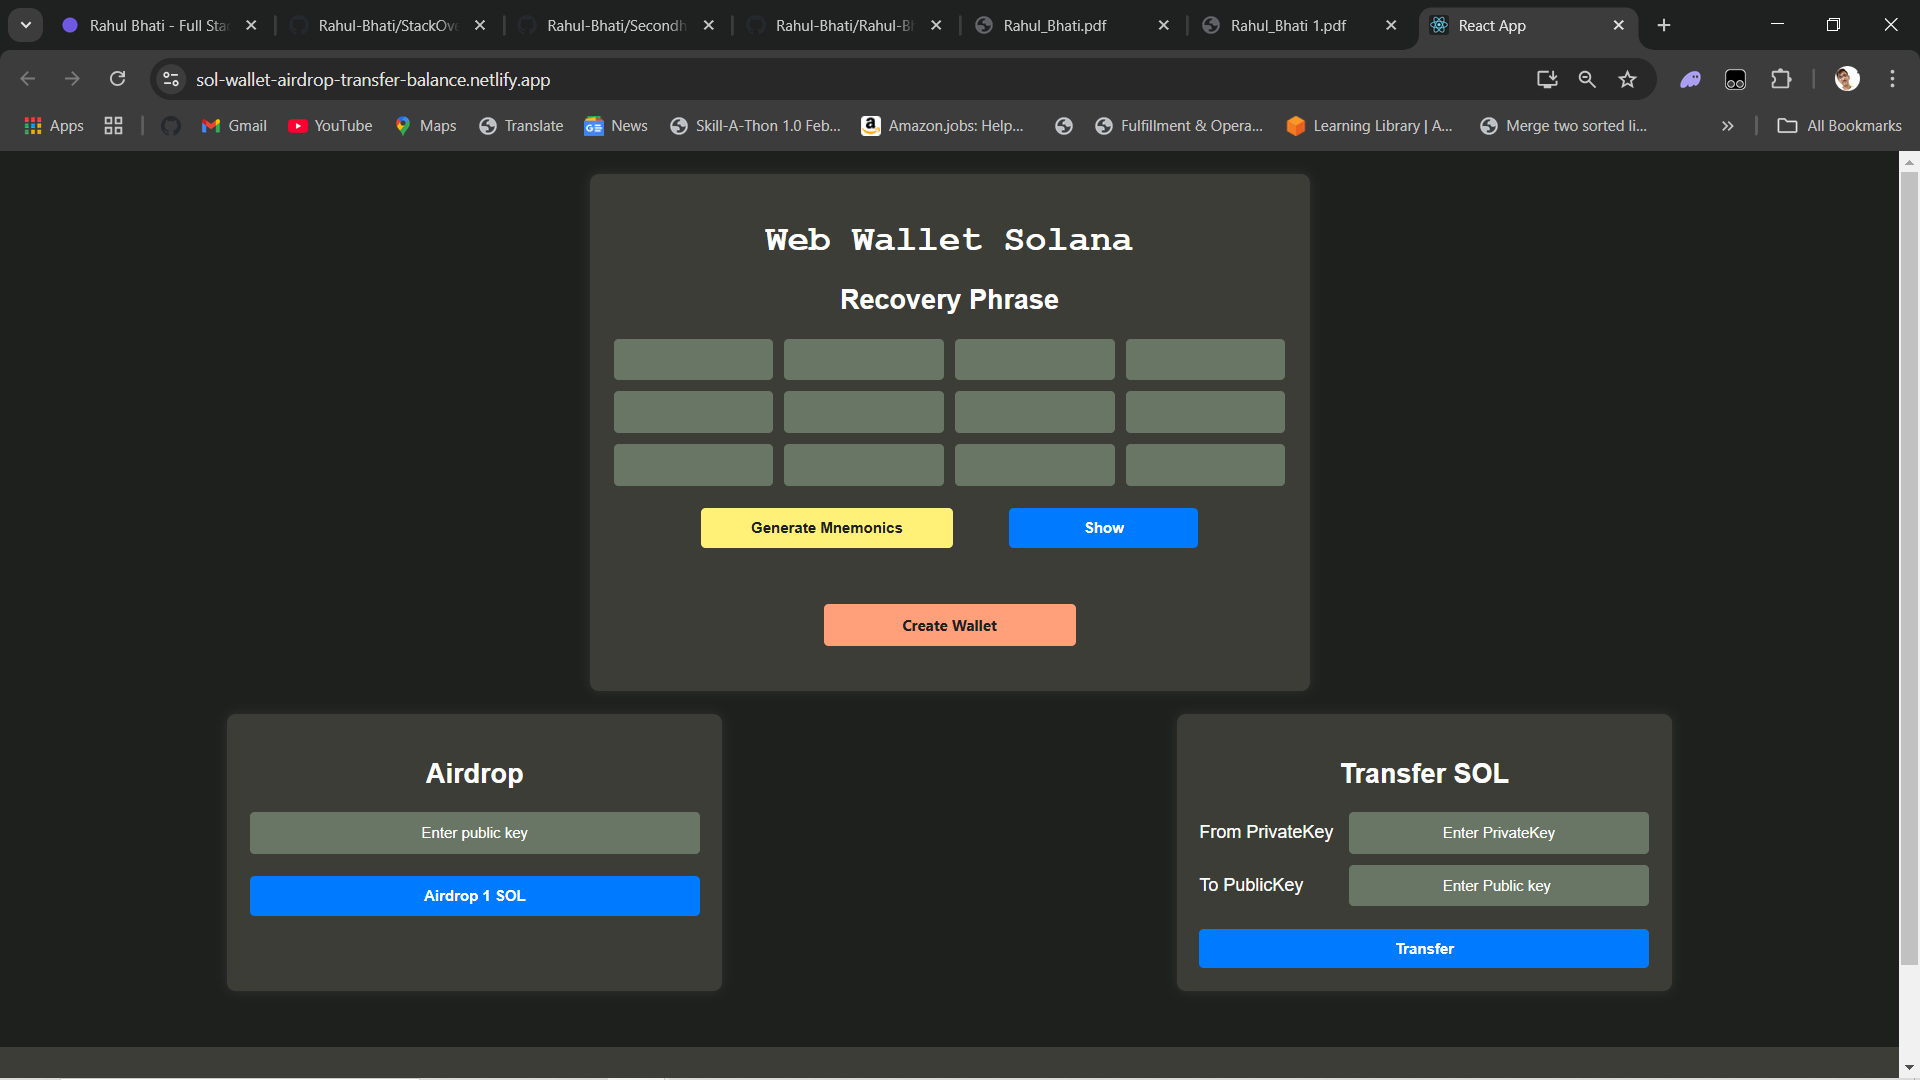 Rahul Bhati - Full Sta
Rahul-Bhati/StackOv
Rahul-Bhati/Secondh
Rahul-Bhati/Rahul-B
Rahul_Bhati.pdf
Rahul_Bhati 1.pdf
React App
sol-wallet-airdrop-transfer-balance.netlify.app
Apps
Gmail
YouTube
Maps
Translate
News
Skill-A-Thon 1.0 Feb...
Amazon.jobs: Help...
Fulfillment & Opera...
Learning Library | A...
Merge two sorted li...
All Bookmarks
Web Wallet Solana
Recovery Phrase
Generate Mnemonics
Show
Create Wallet
Airdrop
Enter public key
Airdrop 1 SOL
Transfer SOL
From PrivateKey
Enter PrivateKey
To PublicKey
Enter Public key
Transfer